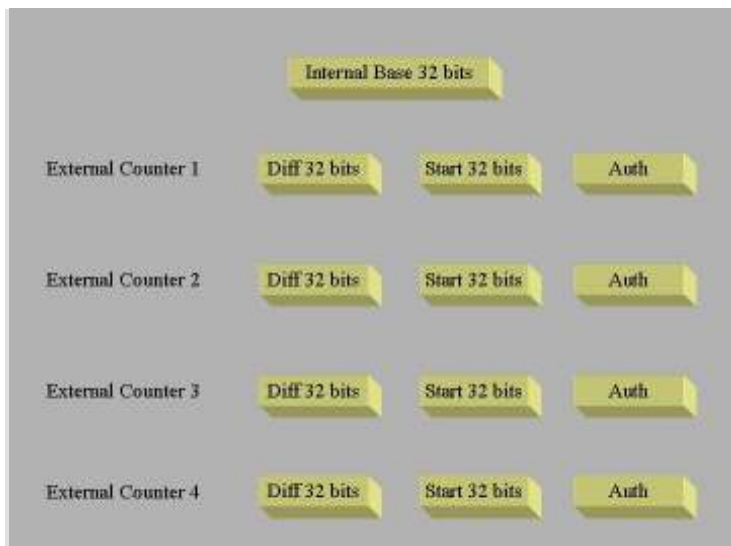 Internal Base 32 bits
External Counter 1 Diff 32 bits Start 32 bits Auth
External Counter 2 Diff 32 bits Start 32 bits Auth
External Counter 3 Diff 32 bits Start 32 bits Auth
External Counter 4 Diff 32 bits Start 32 bits Auth